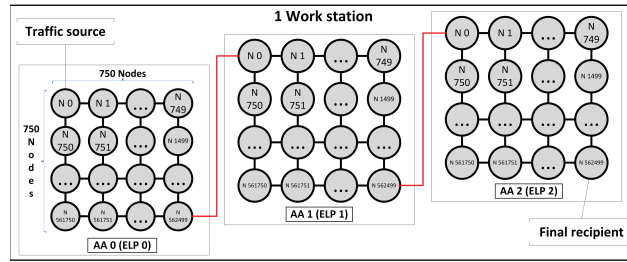 1 Work station
Traffic source
750 Nodes
750
N
o
d
e
s
N 0
N 1
...
N
749
N
750
N
751
...
N 1499
...
...
...
...
N
561750
N
561751
...
N
562499
AA 0 (ELP 0)
N 0
N 1
...
N
749
N
750
N
751
...
N 1499
...
...
...
...
N 561750
N 561751
...
N 562499
AA 1 (ELP 1)
N 0
N 1
...
N
749
N
750
N
751
...
N 1499
...
...
...
...
N 561750
N 561751
...
N 562499
AA 2 (ELP 2)
Final recipient